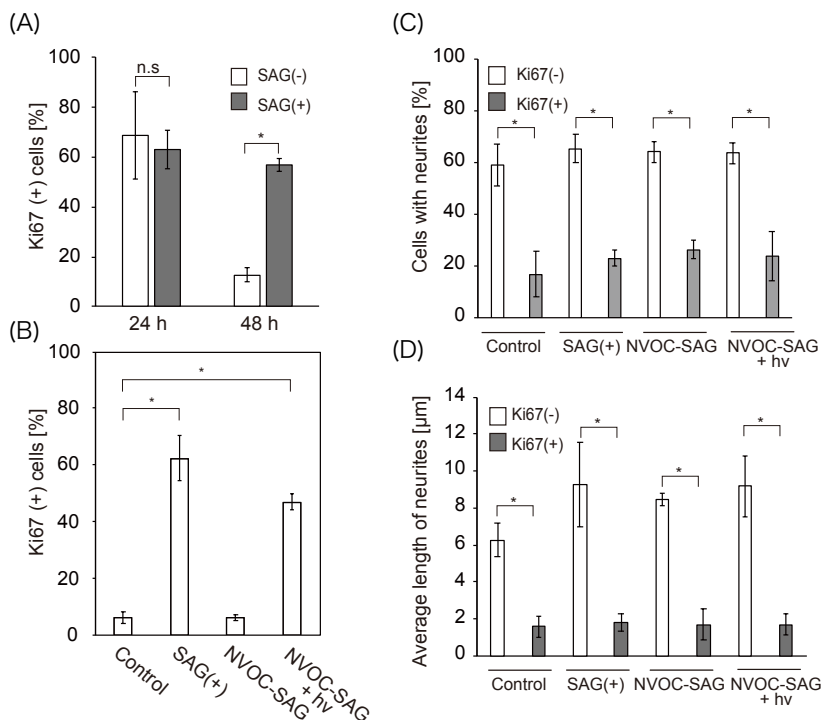 (A)
Ki67 (+) cells [%]
100
80
60
40
20
0
n.s
SAG(-)
SAG(+)
*
24 h
48 h
(B)
Ki67 (+) cells [%]
100
80
60
40
20
0
*
*
Control
SAG(+)
NVOC-SAG
NVOC-SAG
+ hv
(C)
Cells with neurites [%]
100
80
60
40
20
0
Ki67(-)
Ki67(+)
*
*
*
*
Control
SAG(+)
NVOC-SAG
NVOC-SAG
+ hv
(D)
Average length of neurites [μm]
14
12
10
8
6
4
2
0
Ki67(-)
Ki67(+)
*
*
*
*
Control
SAG(+)
NVOC-SAG
NVOC-SAG
+ hv